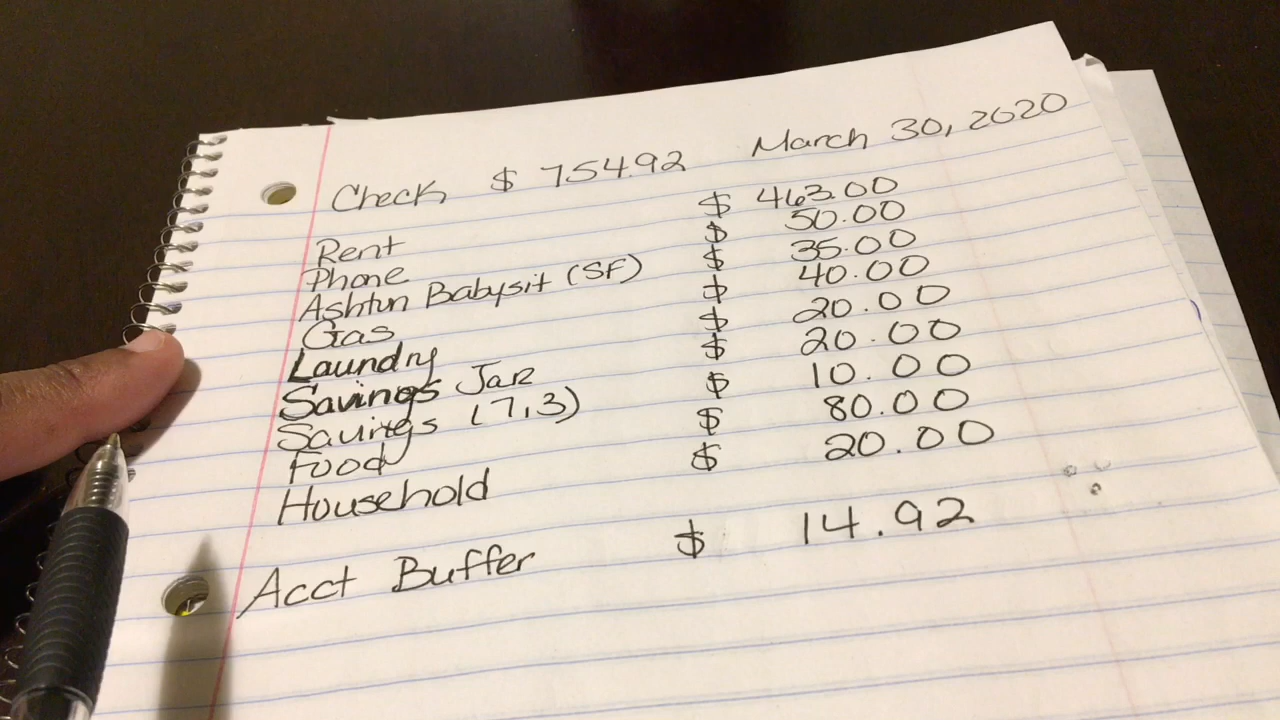 Check $ 754.92 March 30, 2020
Rent $ 463.00
Phone $ 50.00
Ashtun Babysit (SF) $ 35.00
Gas $ 40.00
Laundry $ 20.00
Savings Jar $ 20.00
Savings (7,3) $ 10.00
Food $ 80.00
Household $ 20.00
Acct Buffer $ 14.92